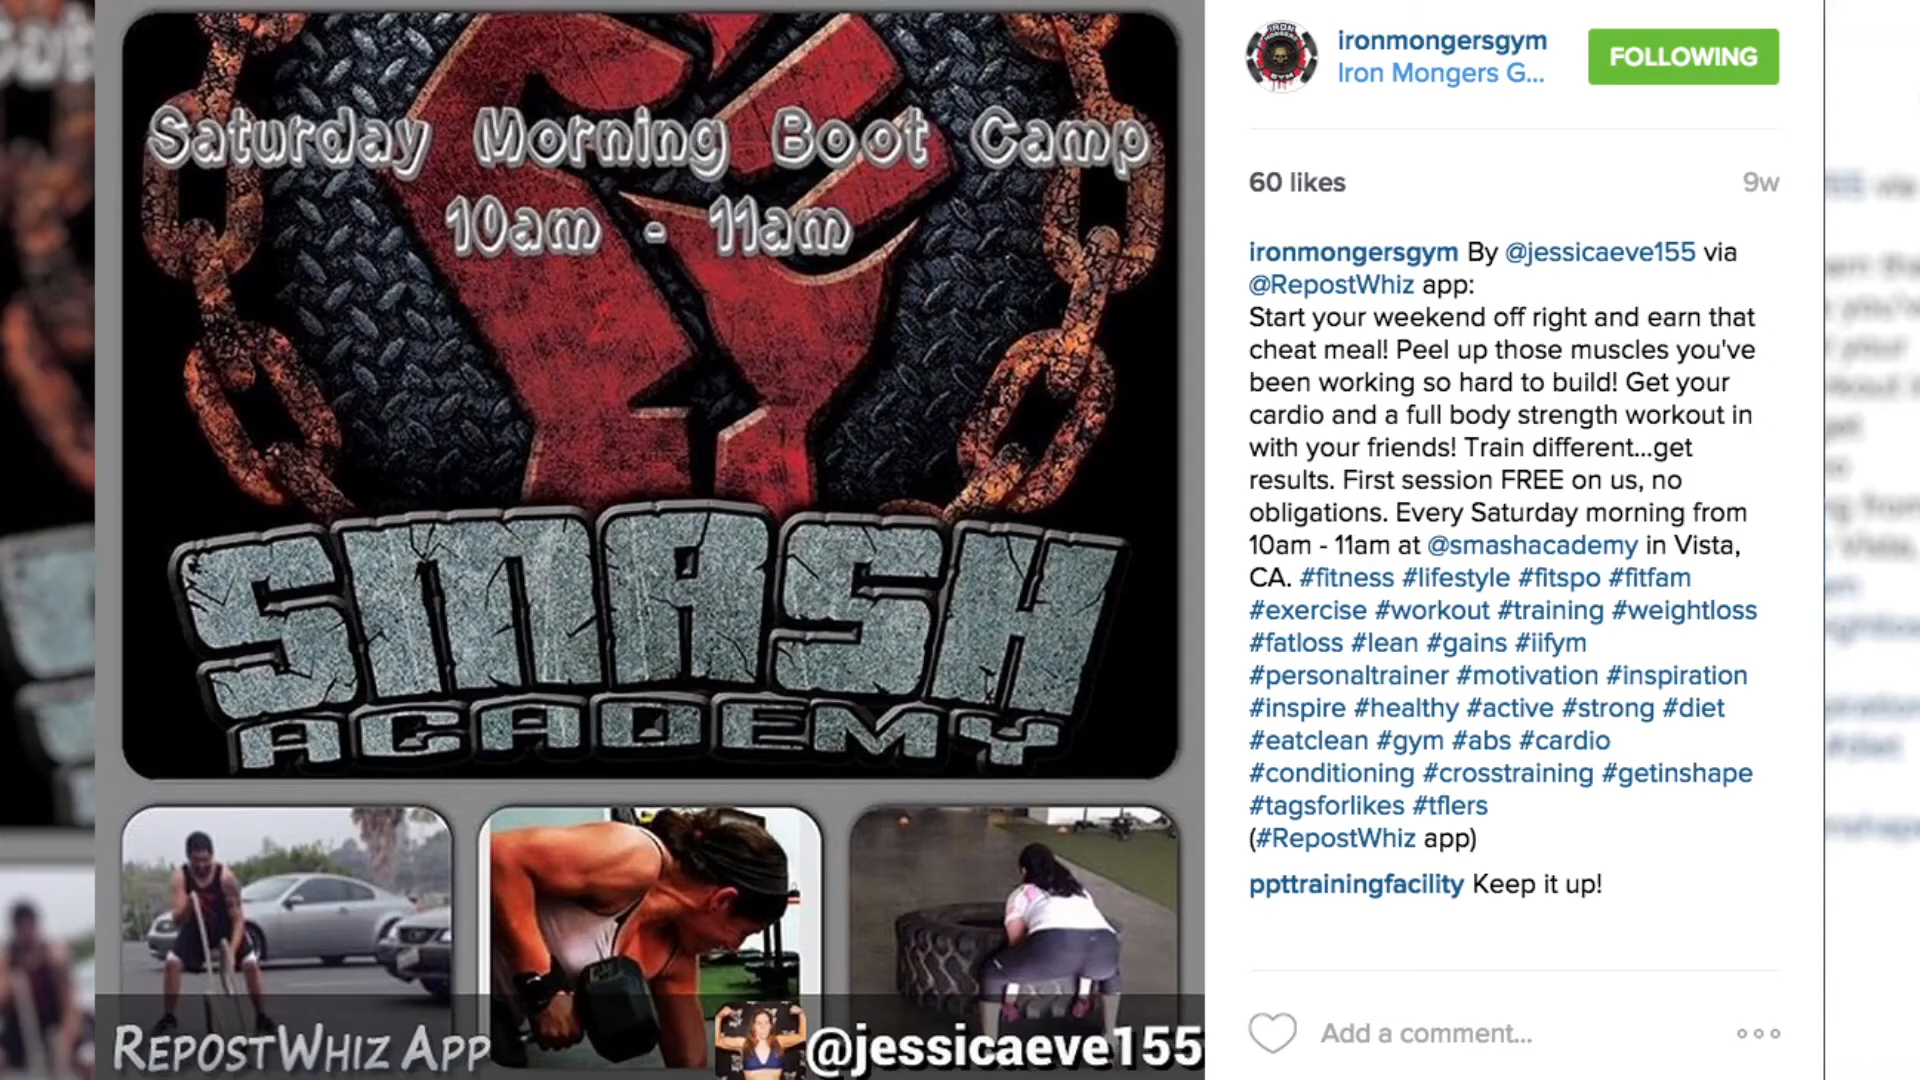 Saturday Morning Boot Camp
10am - 11am
SMASH
ACADEMY
REPOSTWHIZ APP
@jessicaeve155
IRON
MONGERS
GYM
ironmongersgym
Iron Mongers G...
FOLLOWING
60 likes
9w
ironmongersgym By @jessicaeve155 via
@RepostWhiz app:
Start your weekend off right and earn that
cheat meal! Peel up those muscles you've
been working so hard to build! Get your
cardio and a full body strength workout in
with your friends! Train different...get
results. First session FREE on us, no
obligations. Every Saturday morning from
10am - 11am at @smashacademy in Vista,
CA. #fitness #lifestyle #fitspo #fitfam
#exercise #workout #training #weightloss
#fatloss #lean #gains #iifym
#personaltrainer #motivation #inspiration
#inspire #healthy #active #strong #diet
#eatclean #gym #abs #cardio
#conditioning #crosstraining #getinshape
#tagsforlikes #tflers
(#RepostWhiz app)
ppttrainingfacility Keep it up!
Add a comment...